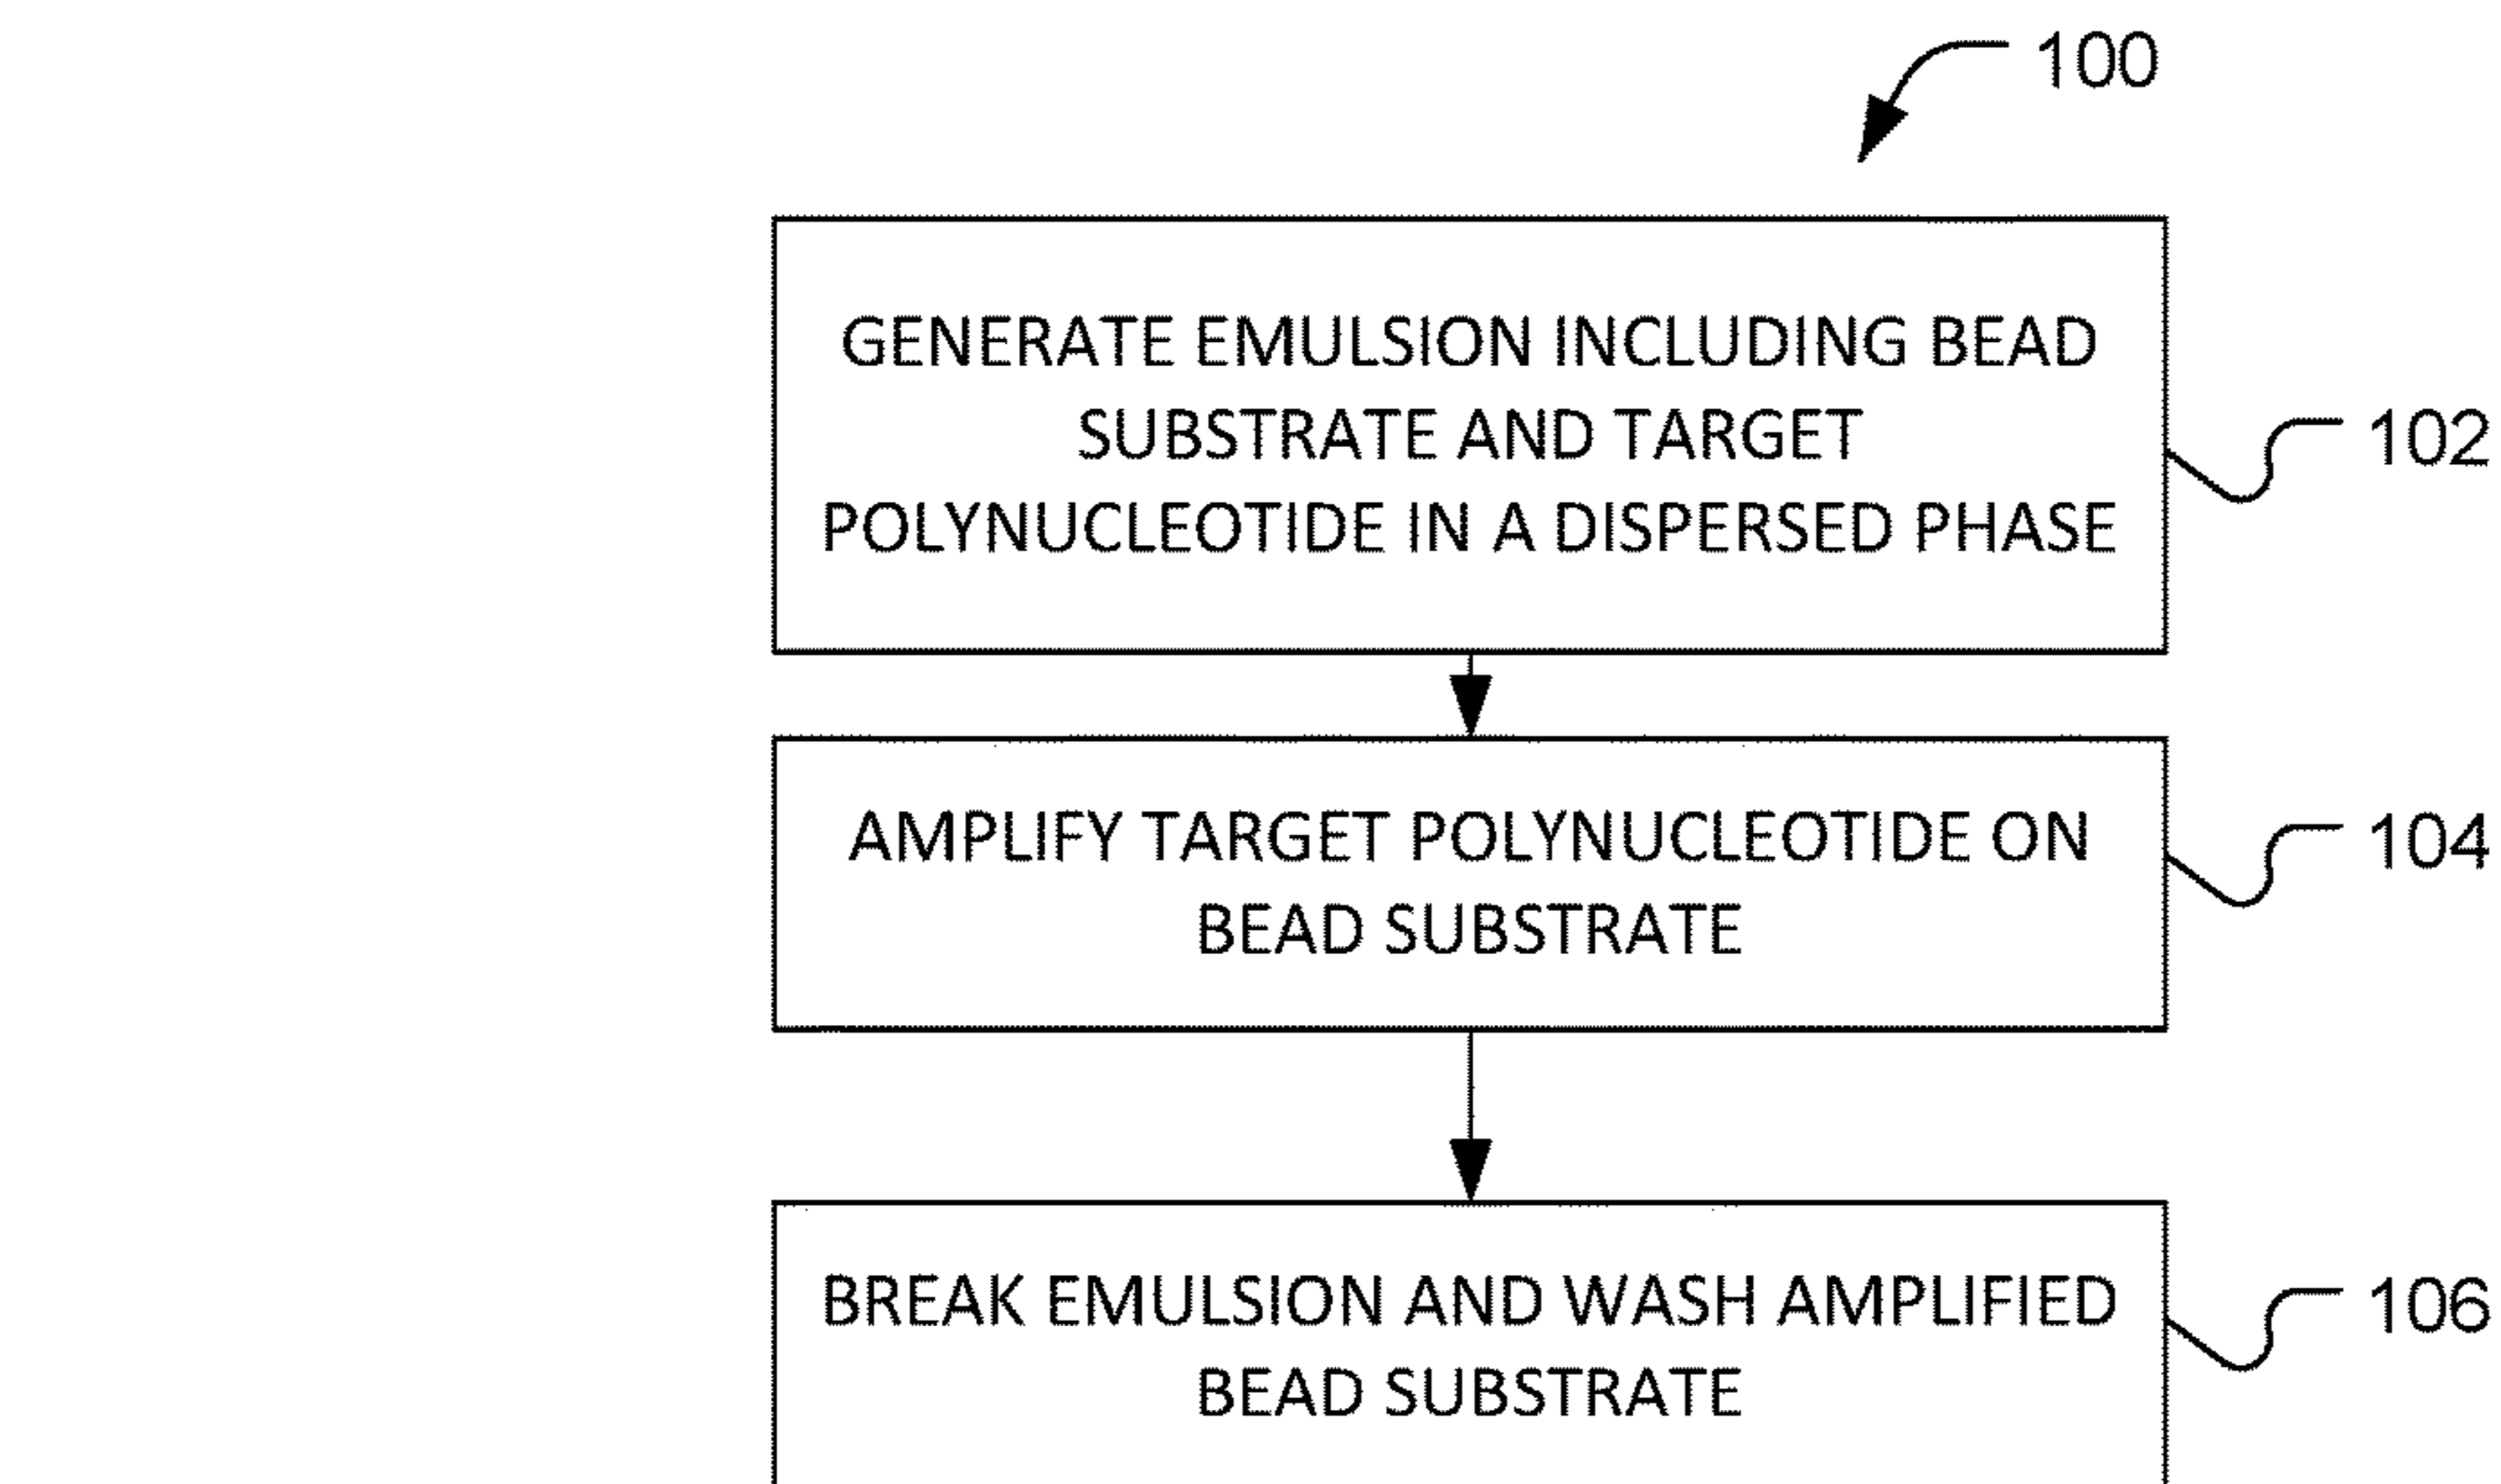 100
GENERATE EMULSION INCLUDING BEAD
SUBSTRATE AND TARGET
POLYNUCLEOTIDE IN A DISPERSED PHASE
102
AMPLIFY TARGET POLYNUCLEOTIDE ON
BEAD SUBSTRATE
104
BREAK EMULSION AND WASH AMPLIFIED
BEAD SUBSTRATE
106